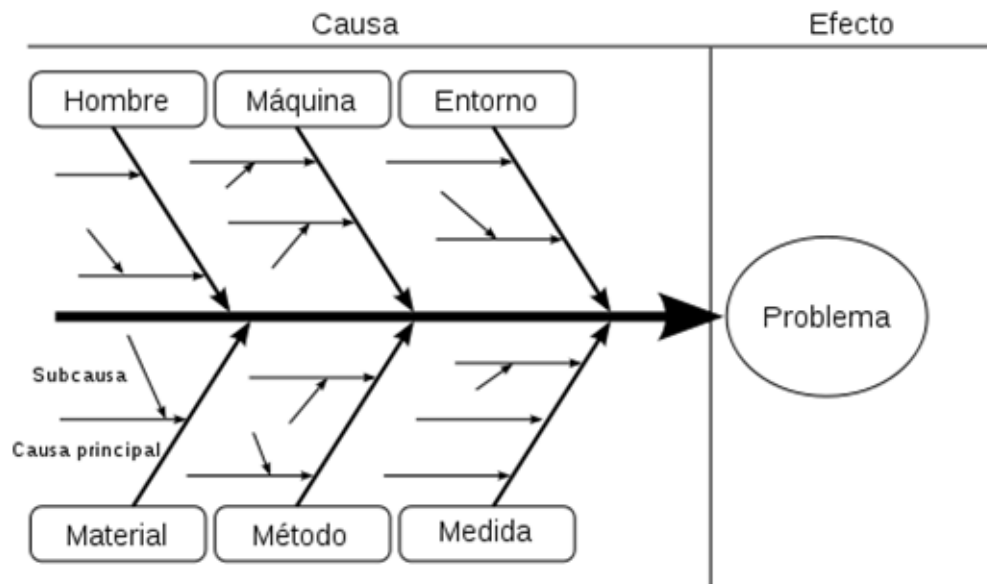 Causa
Efecto
Hombre
Máquina
Entorno
Problema
Subcausa
Causa principal
Material
Método
Medida